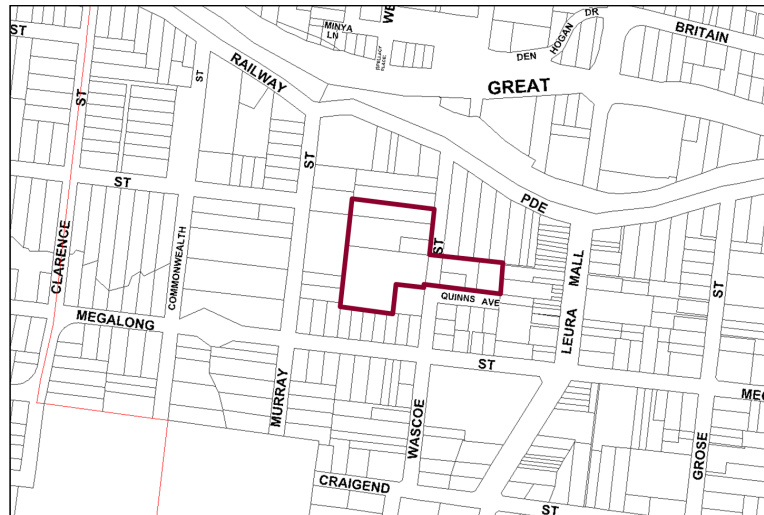 ST
MINYA
LN
WE
DEN
HOGAN
DR
BRITAIN
RAILWAY
GREAT
ST
ST
ST
ST
PDE
ST
CLARENCE
COMMONWEALTH
MALL
ST
QUINNS AVE
MEGALONG
LEURA
ST
MEG
MURRAY
WASCOE
GROSE
CRAIGEND
ST